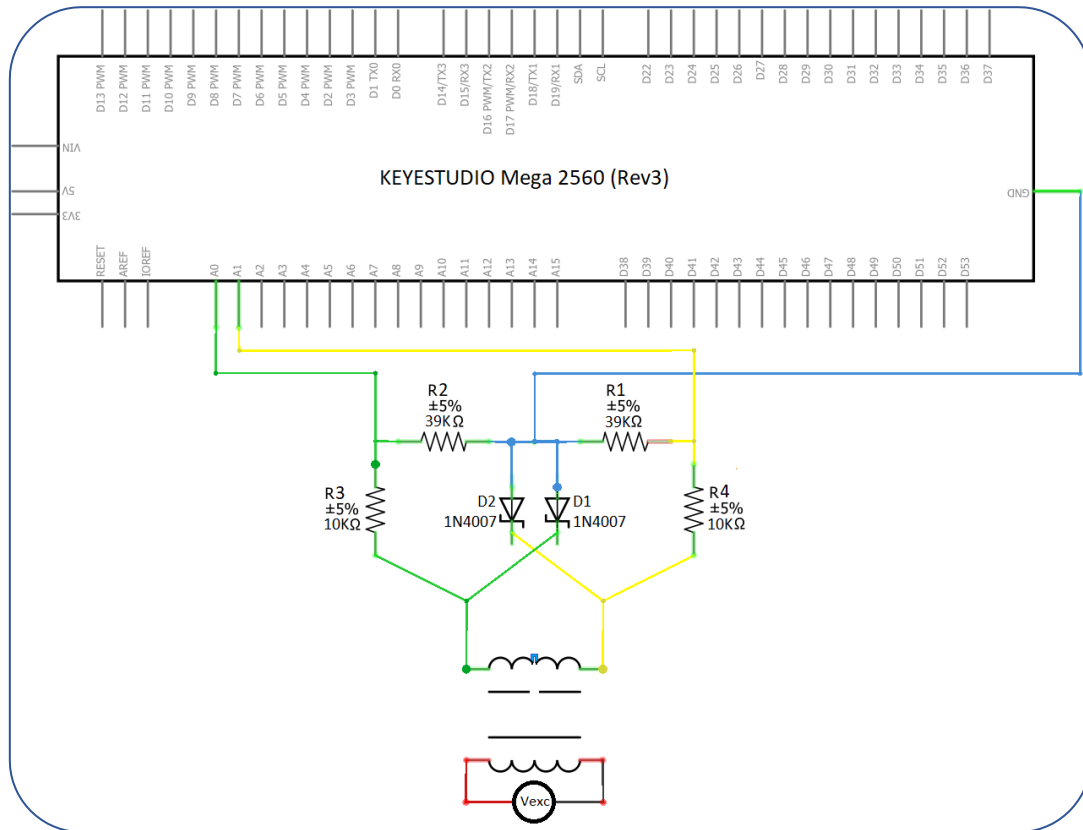 D13 PWM
D12 PWM
D11 PWM
D10 PWM
D9 PWM
D8 PWM
D7 PWM
D6 PWM
D5 PWM
D4 PWM
D2 PWM
D3 PWM
D1 TX0
D0 RX0
D14/TX3
D15/RX3
D16 PWM/TX2
D17 PWM/RX2
D18/TX1
D19/RX1
SDA
SCL
D22
D23
D24
D25
D26
D27
D28
D29
D30
D31
D32
D33
D34
D35
D36
D37
VIN
5V
3V3
KEYESTUDIO Mega 2560 (Rev3)
GND
RESET
AREF
IOREF
A0
A1
A2
A3
A4
A5
A6
A7
A8
A9
A10
A11
A12
A13
A14
A15
D38
D39
D40
D41
D42
D43
D44
D45
D46
D47
D48
D49
D50
D51
D52
D53
R2
±5%
39KΩ
R1
±5%
39KΩ
R3
±5%
10KΩ
D2
1N4007
D1
1N4007
R4
±5%
10KΩ
Vexc